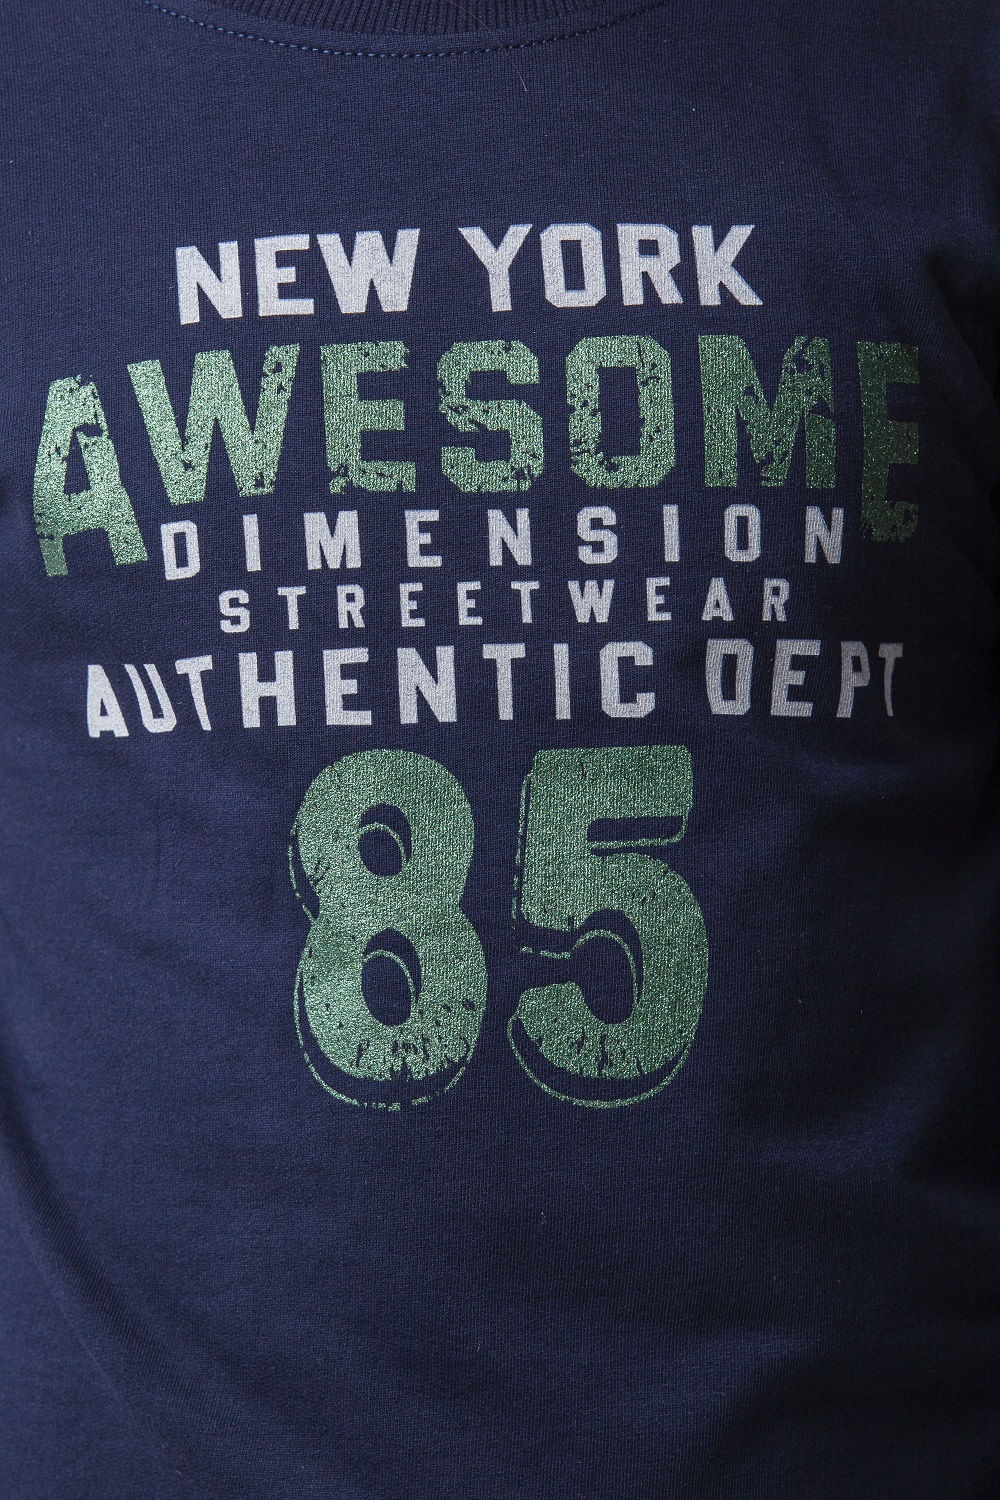 NEW YORK
AWESOME
DIMENSION
STREETWEAR
AUTHENTIC DEPT
85